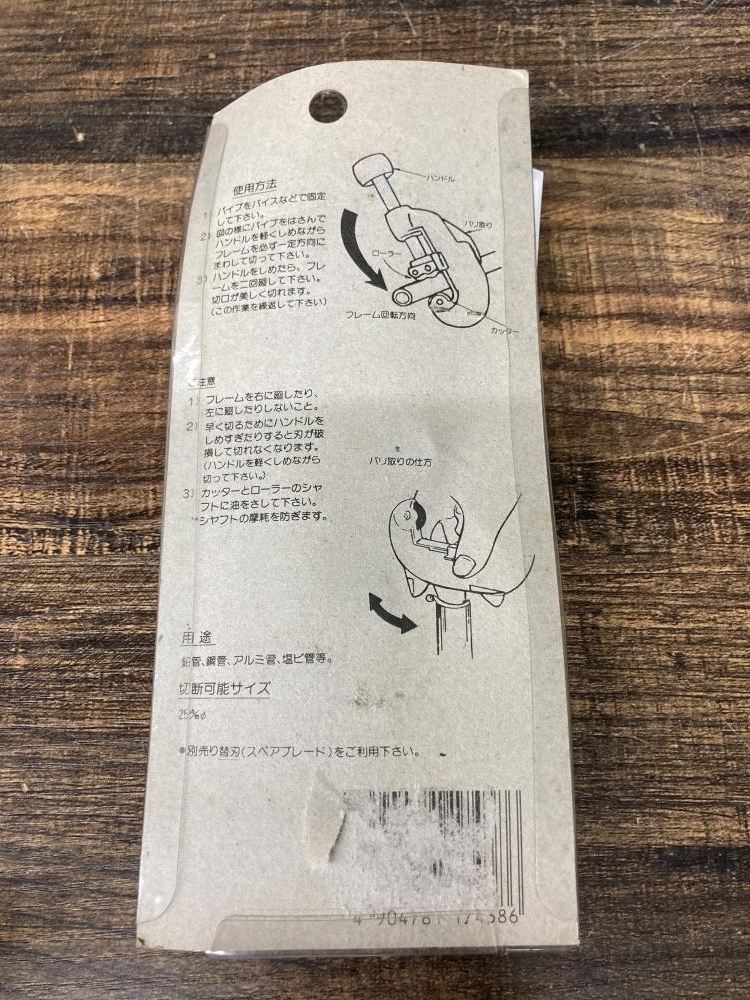 使用方法
1) パイプをバイスなどで固定
して下さい。
2) 図の様にパイプをはさんで
ハンドルを軽くしめながら
フレームを必ず一定方向に
まわして切って下さい。
3) ハンドルをしめたら、フレ
ームを二回廻して下さい。
切口が美しく切れます。
(この作業を繰返して下さい)
ハンドル
バリ取り
ローラー
フレーム回転方向
カッター
ご注意
1) フレームを右に廻したり、
左に廻したりしないこと。
2) 早く切るためにハンドルを
しめすぎたりすると刃が破
損して切れなくなります。
(ハンドルを軽くしめながら
切って下さい。)
3) カッターとローラーのシャ
フトに油をさして下さい。
シャフトの摩耗を防ぎます。
バリ取りの仕方
用途
鉛管、銅管、アルミ管、塩ビ管等。
切断可能サイズ
●別売り替刃(スペアブレード)をご利用下さい。